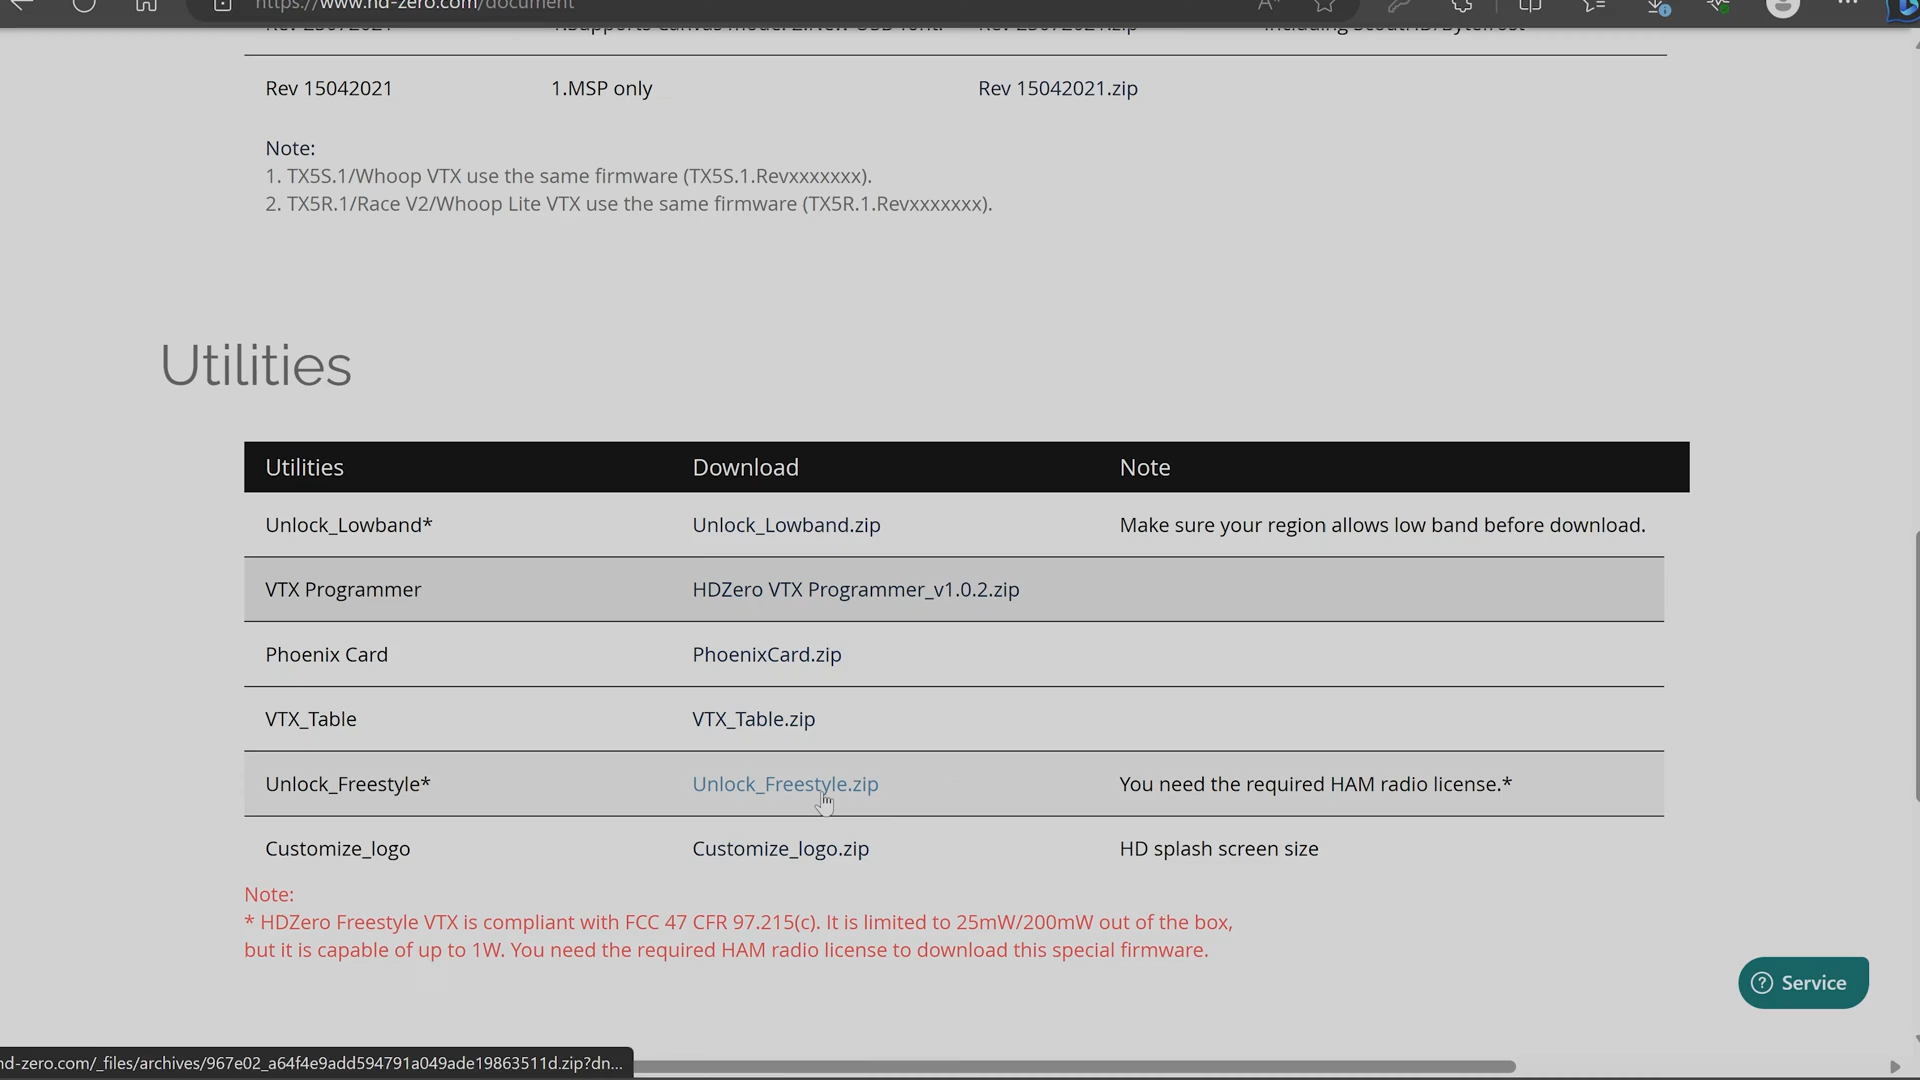 https://www.hd-zero.com/document
Rev 15042021 1.MSP only Rev 15042021.zip
Note:
1. TX5S.1/Whoop VTX use the same firmware (TX5S.1.Revxxxxxxx).
2. TX5R.1/Race V2/Whoop Lite VTX use the same firmware (TX5R.1.Revxxxxxxx).
Utilities
Utilities Download Note
Unlock_Lowband* Unlock_Lowband.zip Make sure your region allows low band before download.
VTX Programmer HDZero VTX Programmer_v1.0.2.zip
Phoenix Card PhoenixCard.zip
VTX_Table VTX_Table.zip
Unlock_Freestyle* Unlock_Freestyle.zip You need the required HAM radio license.*
Customize_logo Customize_logo.zip HD splash screen size
Note:
* HDZero Freestyle VTX is compliant with FCC 47 CFR 97.215(c). It is limited to 25mW/200mW out of the box,
but it is capable of up to 1W. You need the required HAM radio license to download this special firmware.
Service
nd-zero.com/_files/archives/967e02_a64f4e9add594791a049ade19863511d.zip?dn...